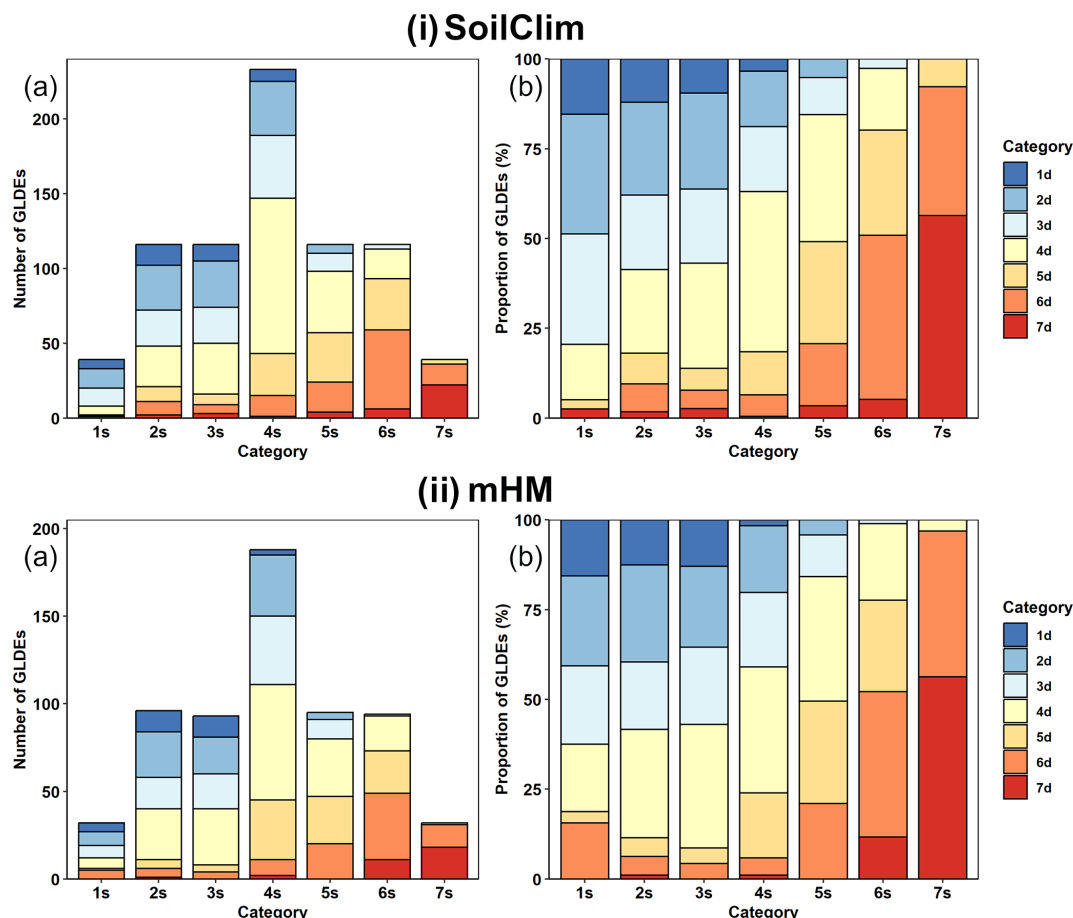 (i) SoilClim
(a)
Number of GLDEs
200
150
100
50
0
1s 2s 3s 4s 5s 6s 7s
Category
(b)
Proportion of GLDEs (%)
100
75
50
25
0
1s 2s 3s 4s 5s 6s 7s
Category
Category
1d
2d
3d
4d
5d
6d
7d
(ii) mHM
(a)
Number of GLDEs
200
150
100
50
0
1s 2s 3s 4s 5s 6s 7s
Category
(b)
Proportion of GLDEs (%)
100
75
50
25
0
1s 2s 3s 4s 5s 6s 7s
Category
Category
1d
2d
3d
4d
5d
6d
7d